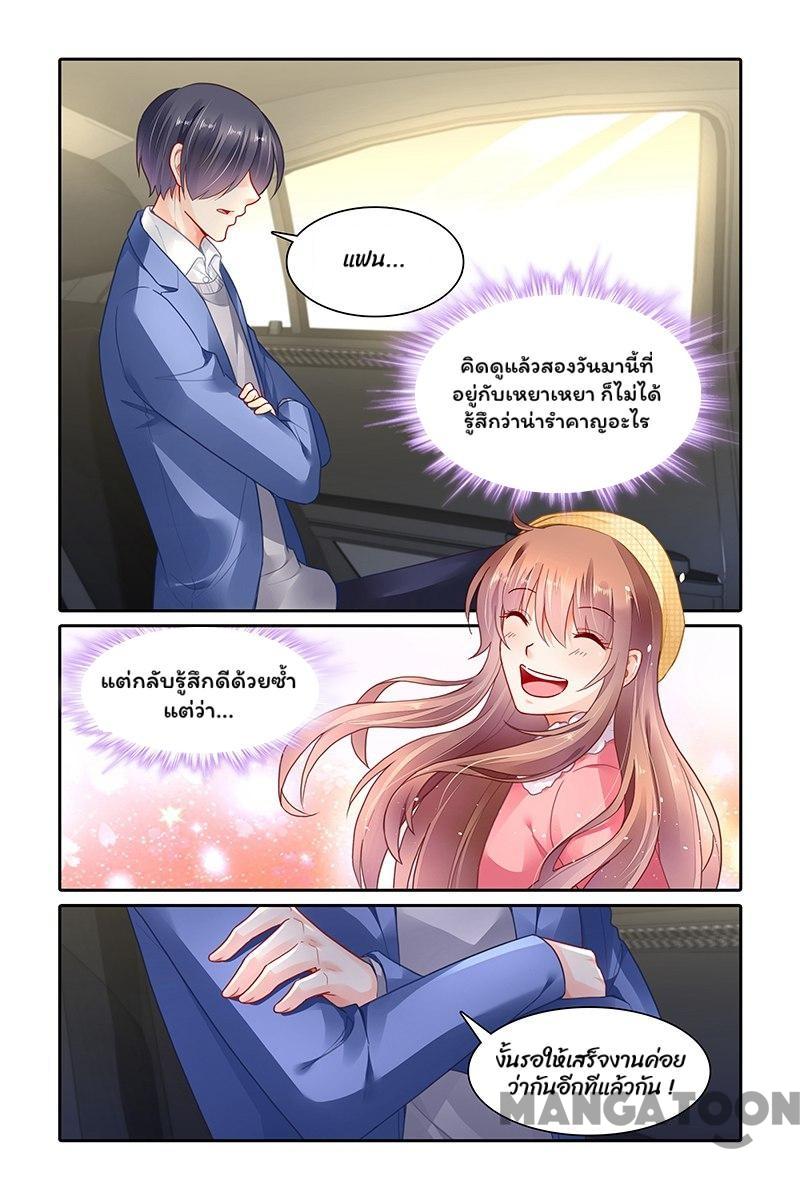 แฟน...
คิดดูแล้วสองวันมานี้ที่
อยู่กับเหยาเหยา ก็ไม่ได้
รู้สึกว่าน่ารำคาญอะไร
แต่กลับรู้สึกดีด้วยซ้ำ
แต่ว่า...
งั้นรอให้เสร็จงานค่อย
ว่ากันอีกทีแล้วกัน !
MANGATOON